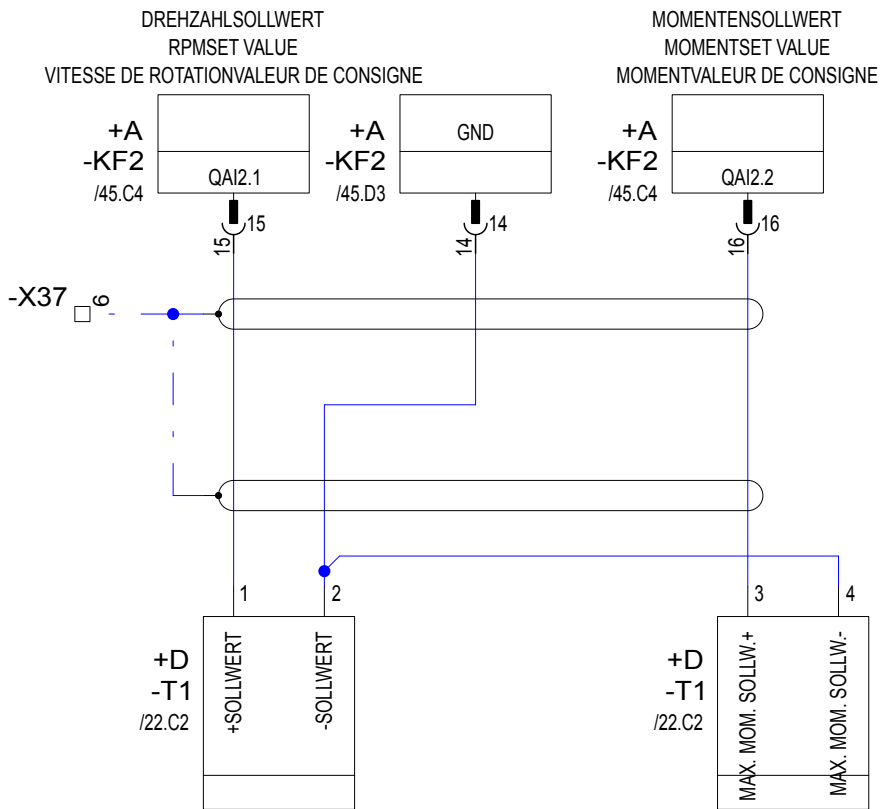 DREHZAHLSOLLWERT
RPMSET VALUE
VITESSE DE ROTATIONVALEUR DE CONSIGNE
MOMENTENSOLLWERT
MOMENTSET VALUE
MOMENTVALEUR DE CONSIGNE
+A
-KF2
/45.C4
QAI2.1
15
15
+A
-KF2
/45.D3
GND
14
14
+A
-KF2
/45.C4
QAI2.2
16
16
-X37
6
1
2
3
4
+D
-T1
/22.C2
+SOLLWERT
-SOLLWERT
+D
-T1
/22.C2
MAX. MOM. SOLLW.+
MAX. MOM. SOLLW.-